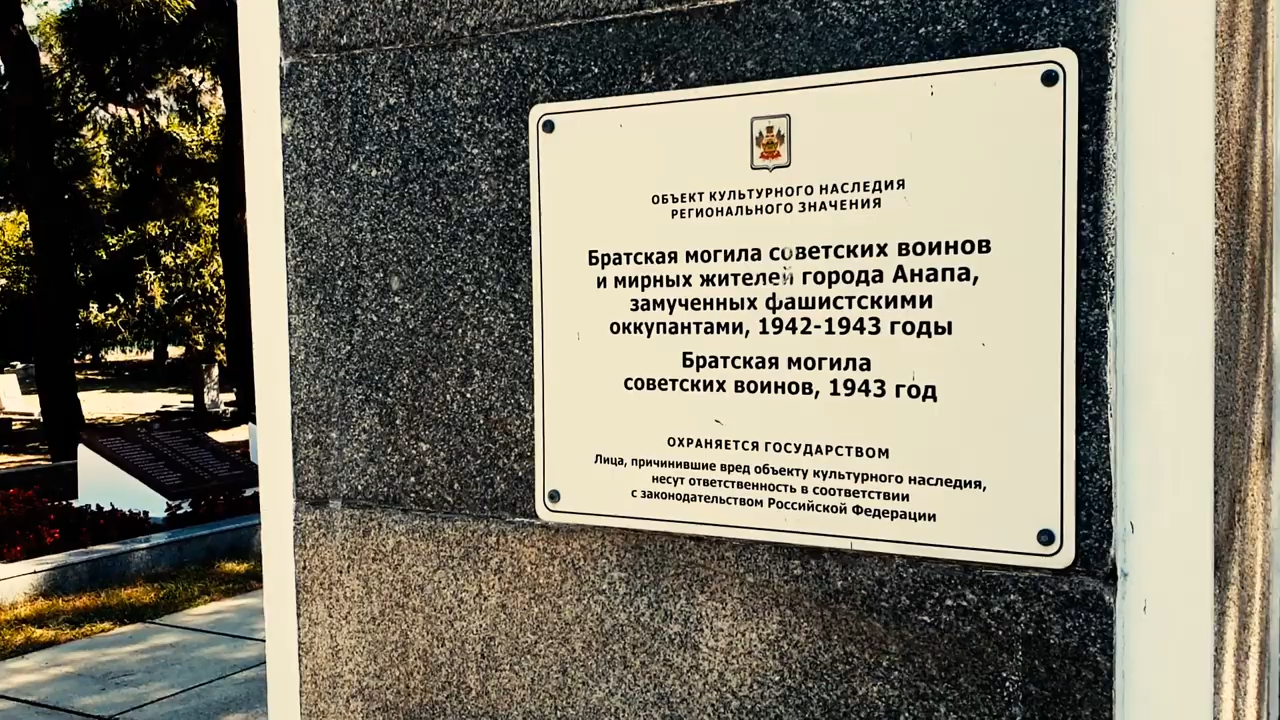 ОБЪЕКТ КУЛЬТУРНОГО НАСЛЕДИЯ
РЕГИОНАЛЬНОГО ЗНАЧЕНИЯ
Братская могила советских воинов
и мирных жителей города Анапа,
замученных фашистскими
оккупантами, 1942-1943 годы
Братская могила
советских воинов, 1943 год
ОХРАНЯЕТСЯ ГОСУДАРСТВОМ
Лица, причинившие вред объекту культурного наследия,
несут ответственность в соответствии
с законодательством Российской Федерации